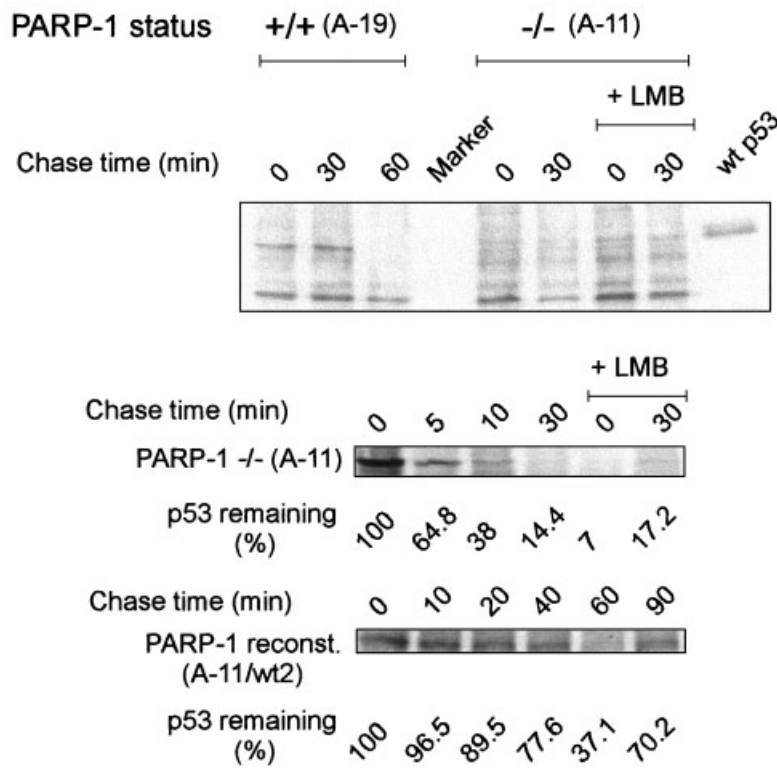 PARP-1 status +/+ (A-19) -/- (A-11)
+ LMB
Chase time (min) 0 30 60 Marker 0 30 0 30 wt p53
+ LMB
Chase time (min) 0 5 10 30 0 30
PARP-1 -/- (A-11)
p53 remaining 100 64.8 38 14.4 7 17.2
(%)
Chase time (min) 0 10 20 40 60 90
PARP-1 reconst.
(A-11/wt2)
p53 remaining 100 96.5 89.5 77.6 37.1 70.2
(%)